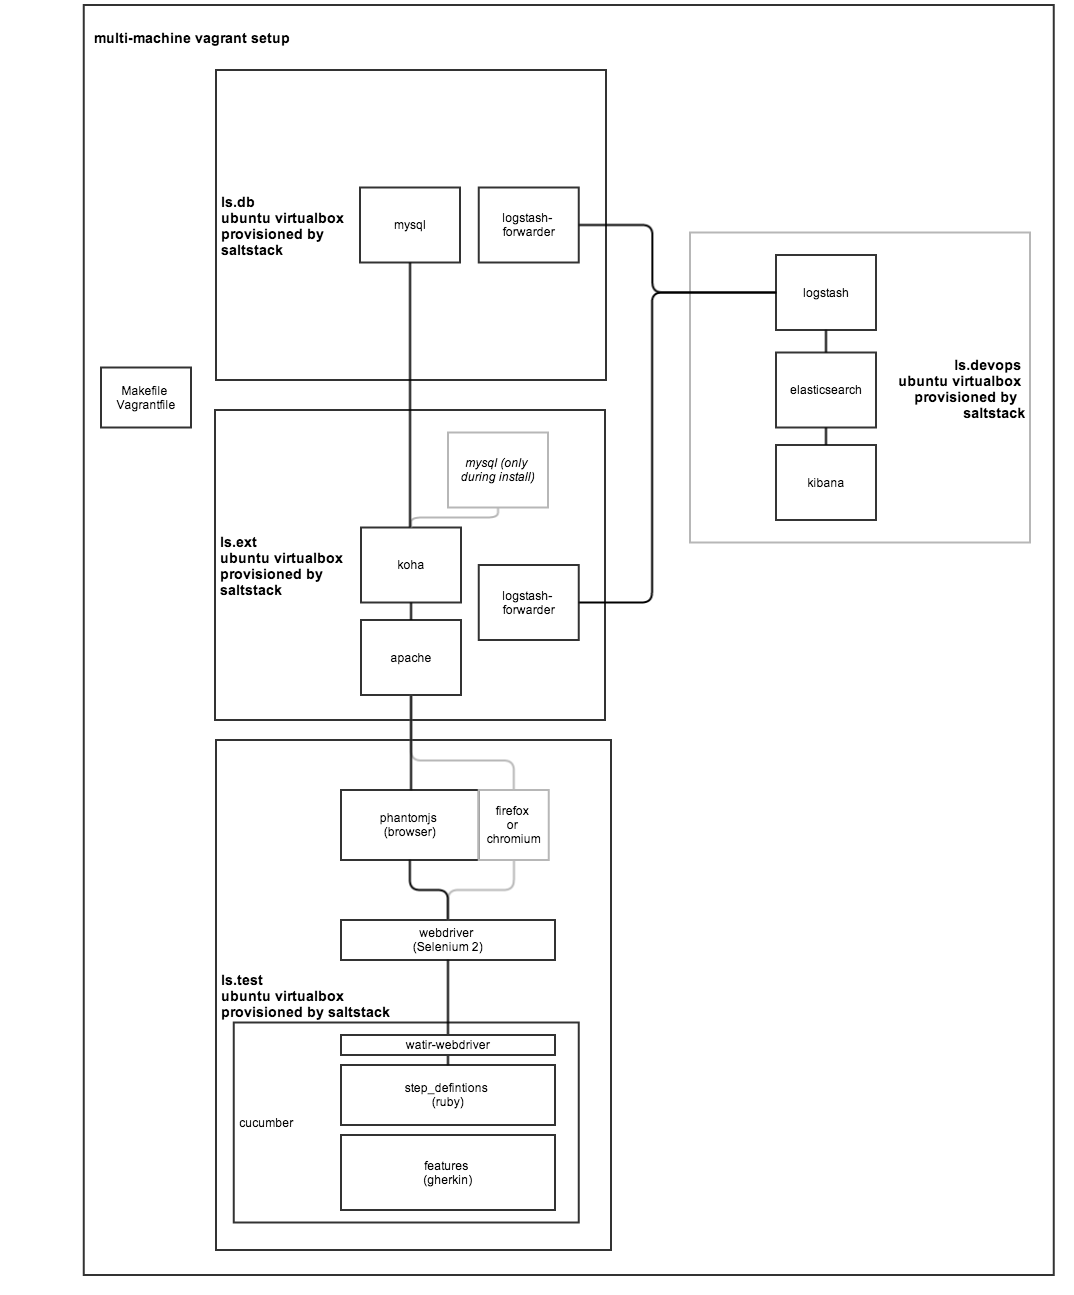 multi-machine vagrant setup
ls.db
ubuntu virtualbox
provisioned by
saltstack
mysql
logstash-
forwarder
logstash
elasticsearch
kibana
ls.devops
ubuntu virtualbox
provisioned by
saltstack
Makefile
Vagrantfile
mysql (only
during install)
ls.ext
ubuntu virtualbox
provisioned by
saltstack
koha
logstash-
forwarder
apache
phantomjs
(browser)
firefox
or
chromium
webdriver
(Selenium 2)
ls.test
ubuntu virtualbox
provisioned by saltstack
cucumber
watir-webdriver
step_defintions
(ruby)
features
(gherkin)